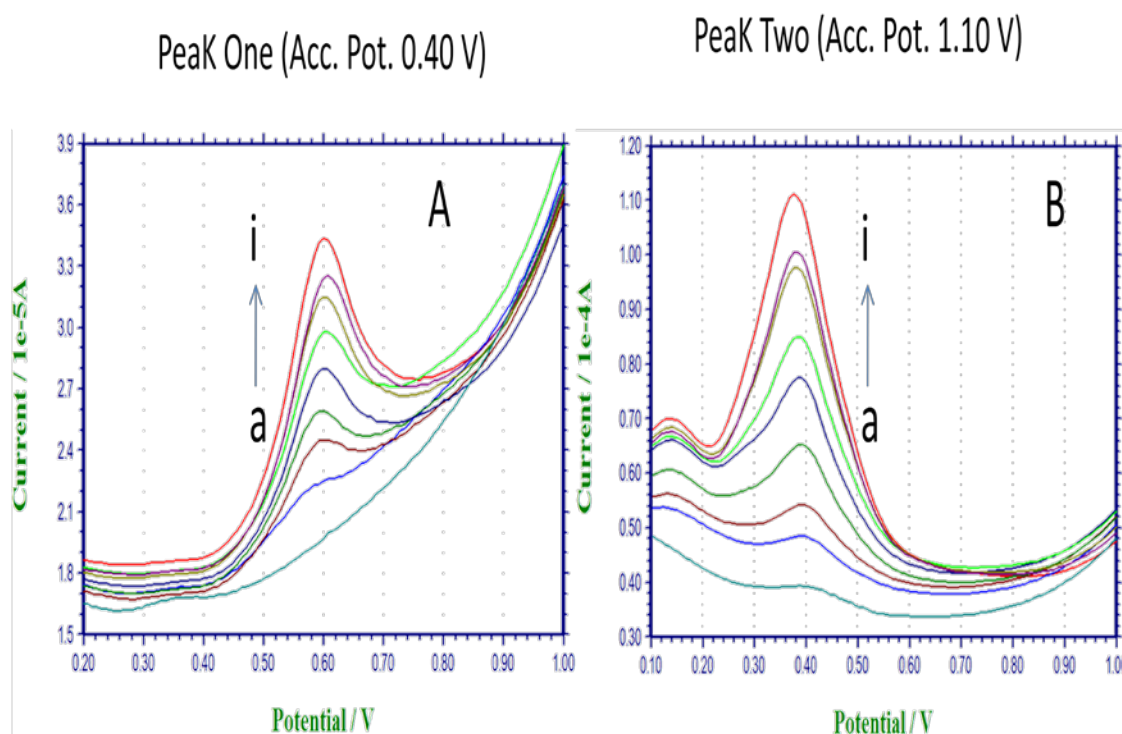 PeaK One (Acc. Pot. 0.40 V)
PeaK Two (Acc. Pot. 1.10 V)
3.9
3.6
3.3
3.0
2.7
2.4
2.1
1.8
1.5
Current / 1e-5A
A
i
a
0.20 0.30 0.40 0.50 0.60 0.70 0.80 0.90 1.00
Potential / V
1.20
1.10
1.00
0.90
0.80
0.70
0.60
0.50
0.40
0.30
Current / 1e-4A
B
i
a
0.10 0.20 0.30 0.40 0.50 0.60 0.70 0.80 0.90 1.00
Potential / V